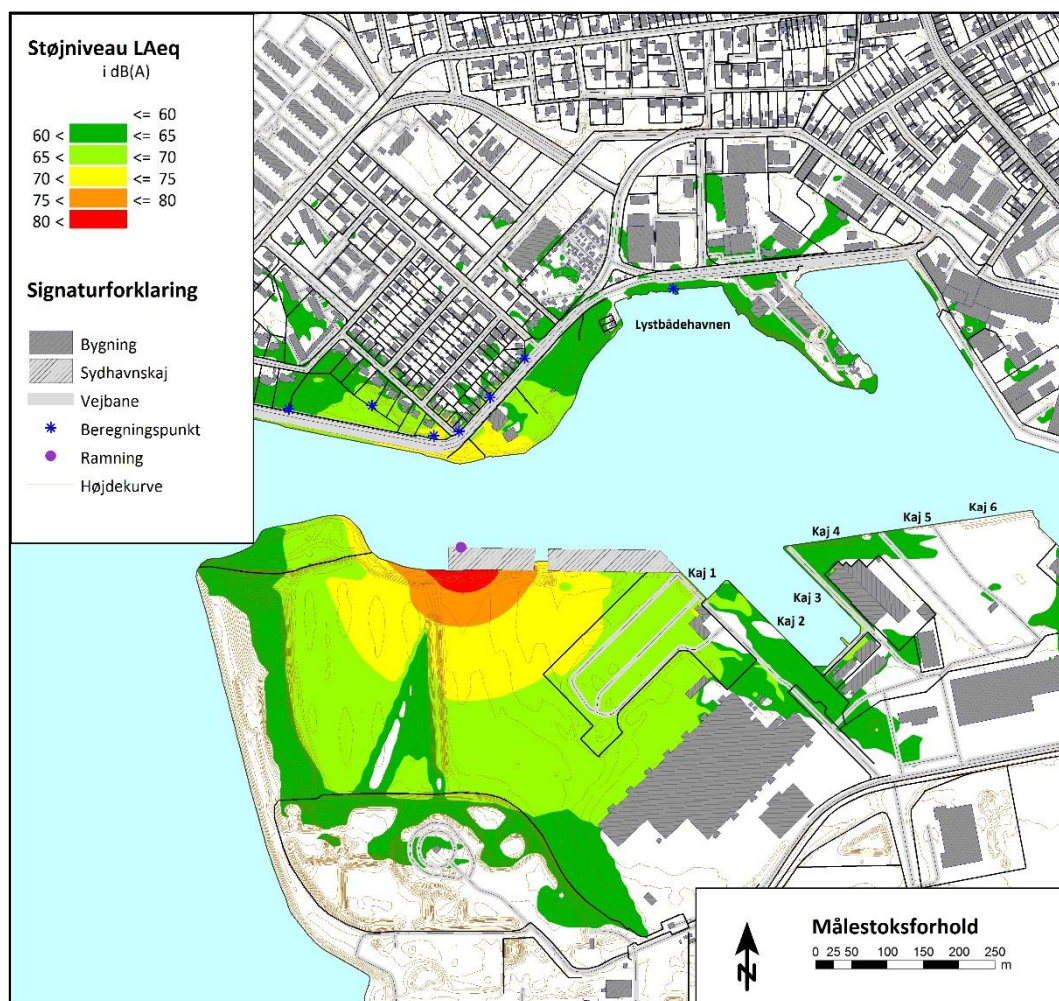 Støjniveau LAeq
i dB(A)
<= 60
60 < <= 65
65 < <= 70
70 < <= 75
75 < <= 80
80 <
Signaturforklaring
Bygning
Sydhavnskaj
Vejbane
Beregningspunkt
Ramning
Højdekurve
Lystbådehavnen
Kaj 6
Kaj 5
Kaj 4
Kaj 1
Kaj 3
Kaj 2
N
Målestoksforhold
0 25 50 100 150 200 250
m